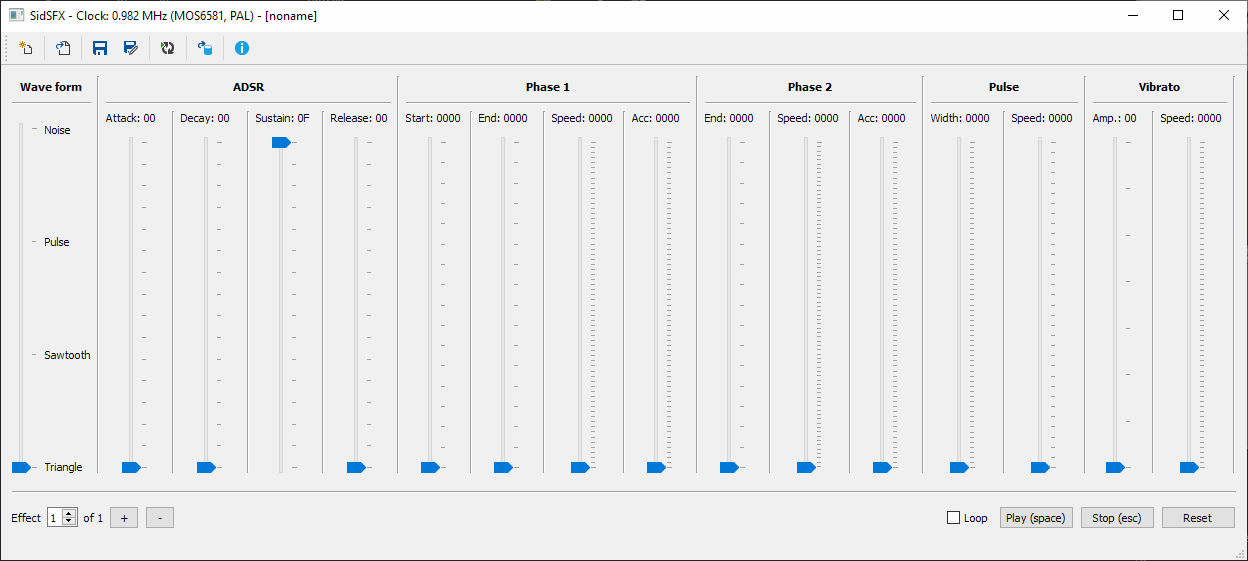 SidSFX - Clock: 0.982 MHz (MOS6581, PAL) - [noname]
Wave form ADSR Phase 1 Phase 2 Pulse Vibrato
Attack: 00 Decay: 00 Sustain: 0F Release: 00 Start: 0000 End: 0000 Speed: 0000 Acc: 0000 End: 0000 Speed: 0000 Acc: 0000 Width: 0000 Speed: 0000 Amp.: 00 Speed: 0000
Noise
Pulse
Sawtooth
Triangle
Effect 1 of 1 + - Loop Play (space) Stop (esc) Reset